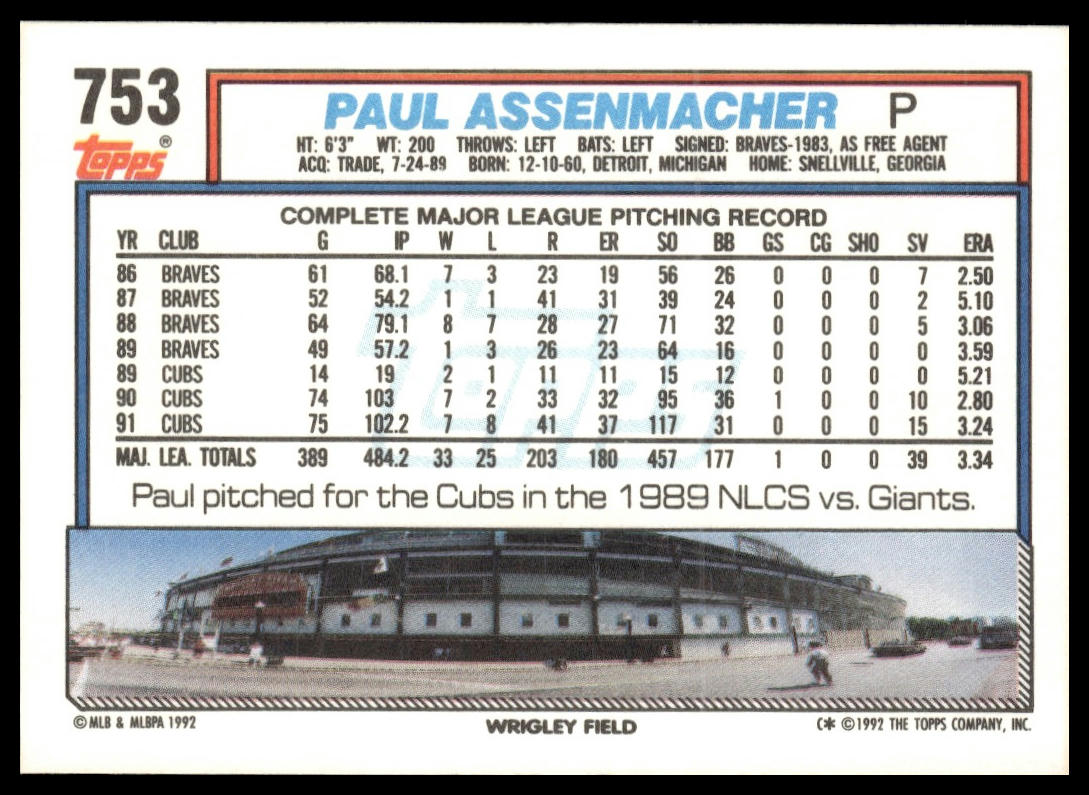 753
topps®
PAUL ASSENMACHER P
HT: 6'3" WT: 200 THROWS: LEFT BATS: LEFT SIGNED: BRAVES-1983, AS FREE AGENT
ACQ: TRADE, 7-24-89 BORN: 12-10-60, DETROIT, MICHIGAN HOME: SNELLVILLE, GEORGIA
COMPLETE MAJOR LEAGUE PITCHING RECORD
YR CLUB G IP W L R ER SO BB GS CG SHO SV ERA
86 BRAVES 61 68.1 7 3 23 19 56 26 0 0 0 7 2.50
87 BRAVES 52 54.2 1 1 41 31 39 24 0 0 0 2 5.10
88 BRAVES 64 79.1 8 7 28 27 71 32 0 0 0 5 3.06
89 BRAVES 49 57.2 1 3 26 23 64 16 0 0 0 0 3.59
89 CUBS 14 19 2 1 11 11 15 12 0 0 0 0 5.21
90 CUBS 74 103 7 2 33 32 95 36 1 0 0 10 2.80
91 CUBS 75 102.2 7 8 41 37 117 31 0 0 0 15 3.24
MAJ. LEA. TOTALS 389 484.2 33 25 203 180 457 177 1 0 0 39 3.34
Topps
Paul pitched for the Cubs in the 1989 NLCS vs. Giants.
© MLB & MLBPA 1992 WRIGLEY FIELD C* © 1992 THE TOPPS COMPANY, INC.